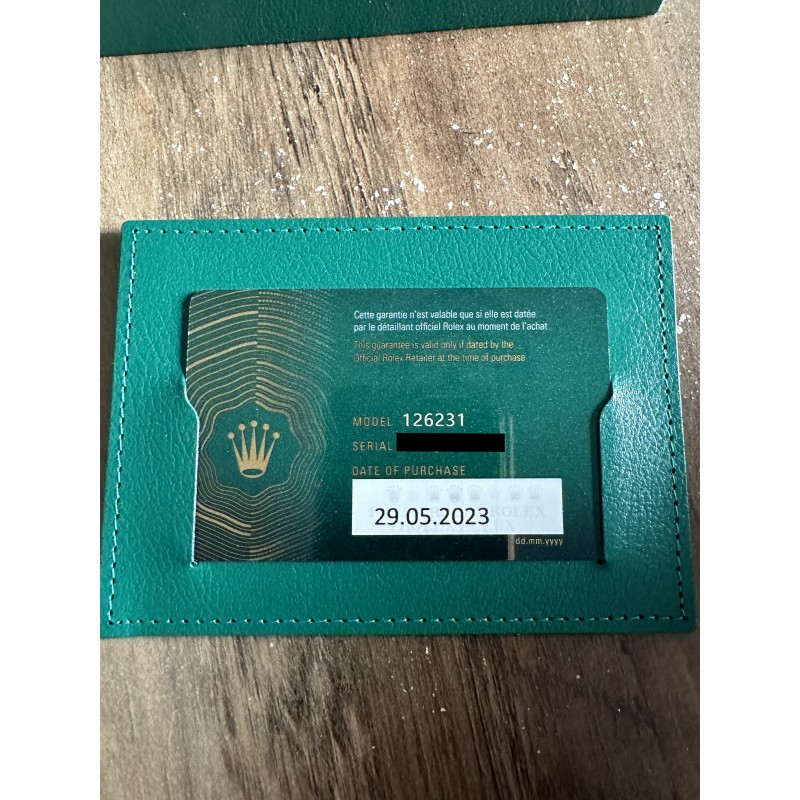 Cette garantie n'est valable que si elle est datée
par le détaillant officiel Rolex au moment de l'achat.
This guarantee is valid only if dated by the
Official Rolex Retailer at the time of purchase
MODEL 126231
SERIAL
DATE OF PURCHASE
29.05.2023
dd.mm.yyyy